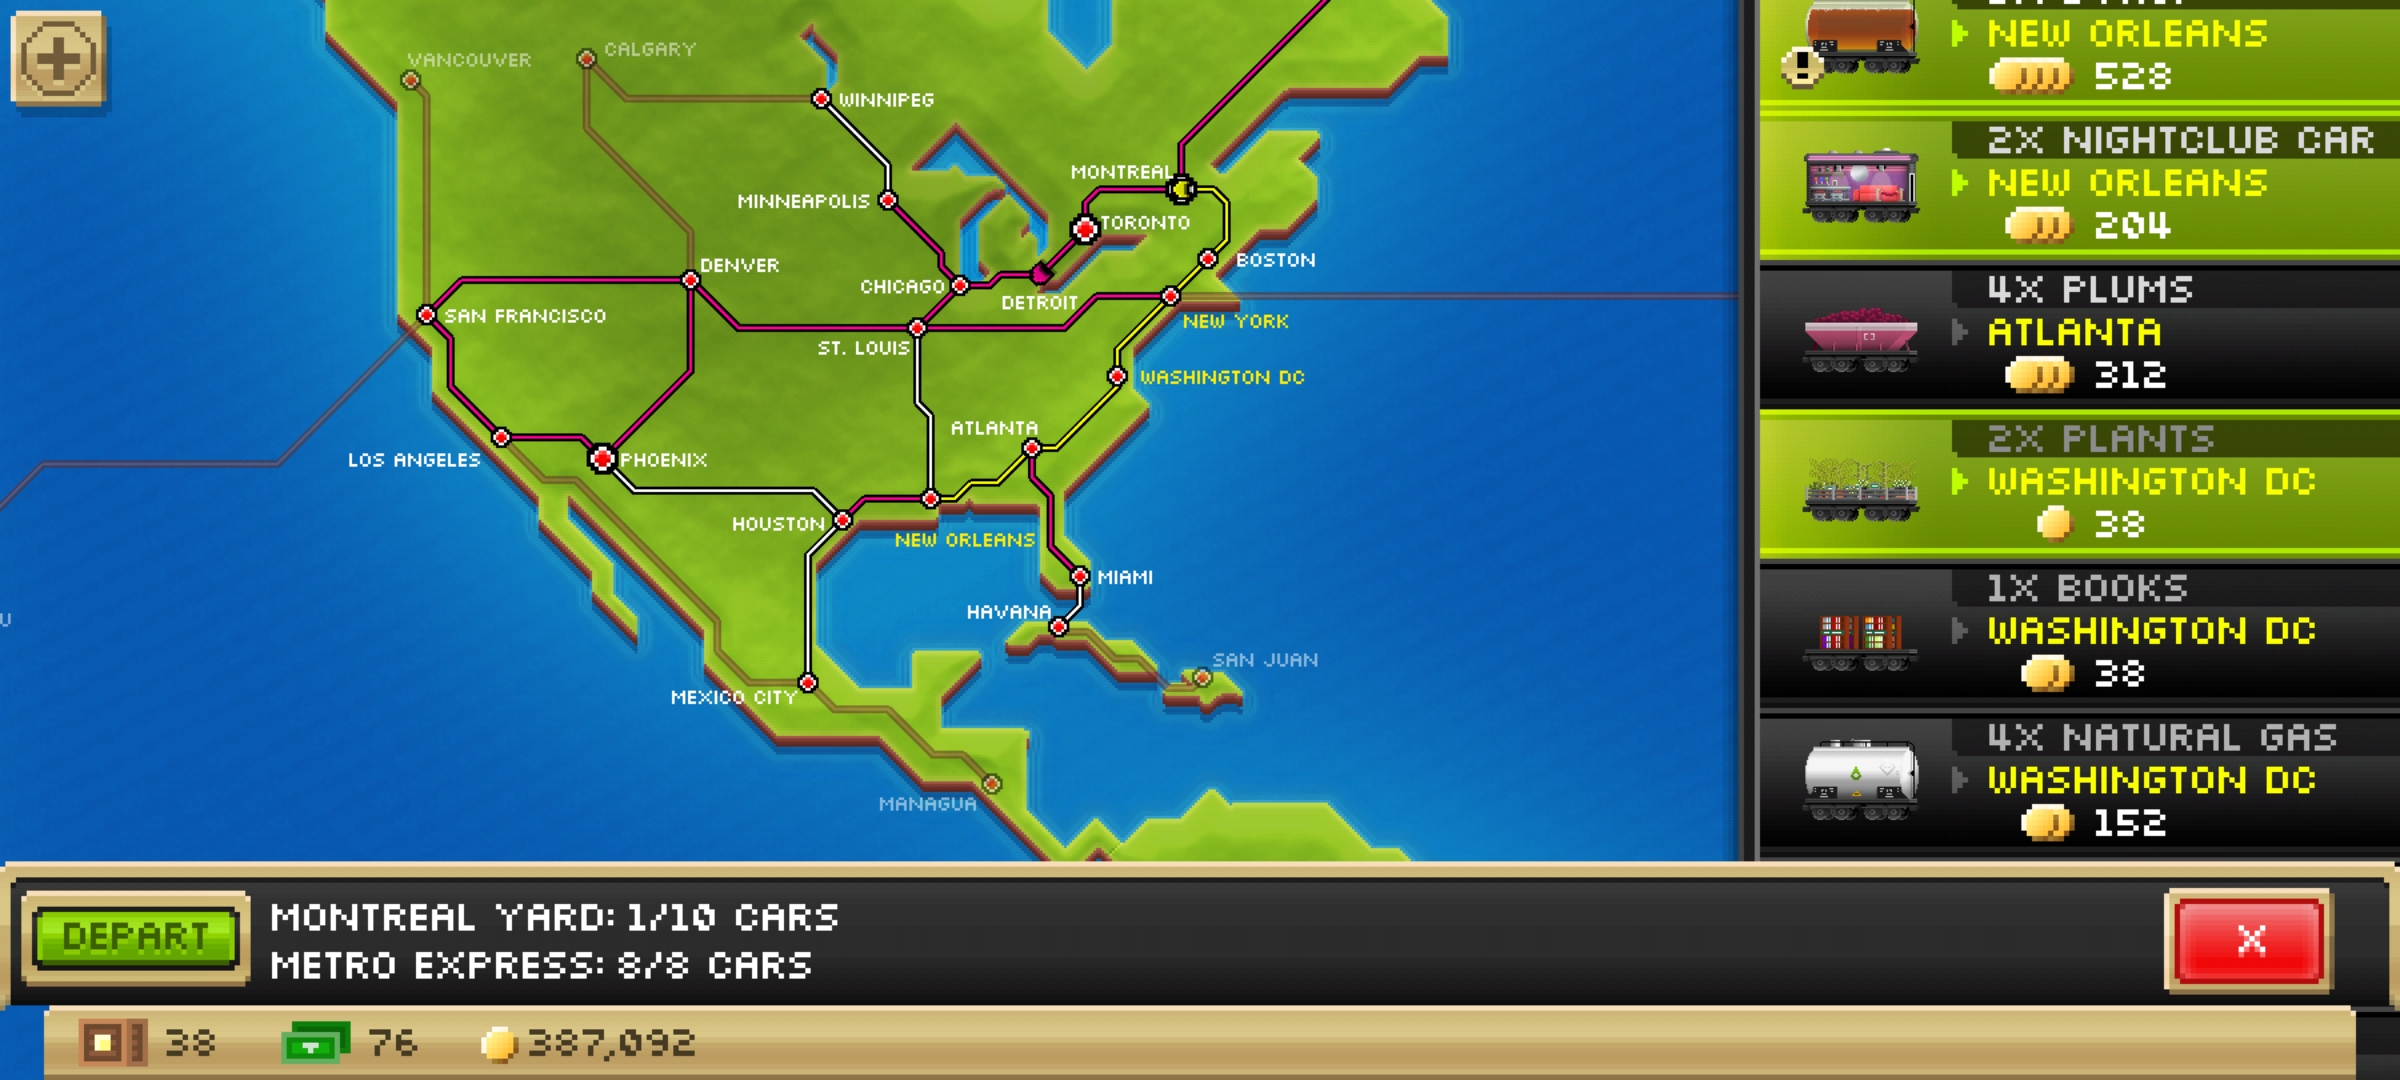 VANCOUVER
CALGARY
WINNIPEG
MONTREAL
MINNEAPOLIS
TORONTO
BOSTON
DENVER
CHICAGO
DETROIT
SAN FRANCISCO
NEW YORK
ST. LOUIS
WASHINGTON DC
ATLANTA
LOS ANGELES
PHOENIX
HOUSTON
NEW ORLEANS
MIAMI
HAVANA
SAN JUAN
MEXICO CITY
MANAGUA
NEW ORLEANS
528
2X NIGHTCLUB CAR
NEW ORLEANS
204
4X PLUMS
ATLANTA
312
2X PLANTS
WASHINGTON DC
38
1X BOOKS
WASHINGTON DC
38
4X NATURAL GAS
WASHINGTON DC
152
DEPART
MONTREAL YARD: 1/10 CARS
METRO EXPRESS: 8/8 CARS
X
38
76
387,092